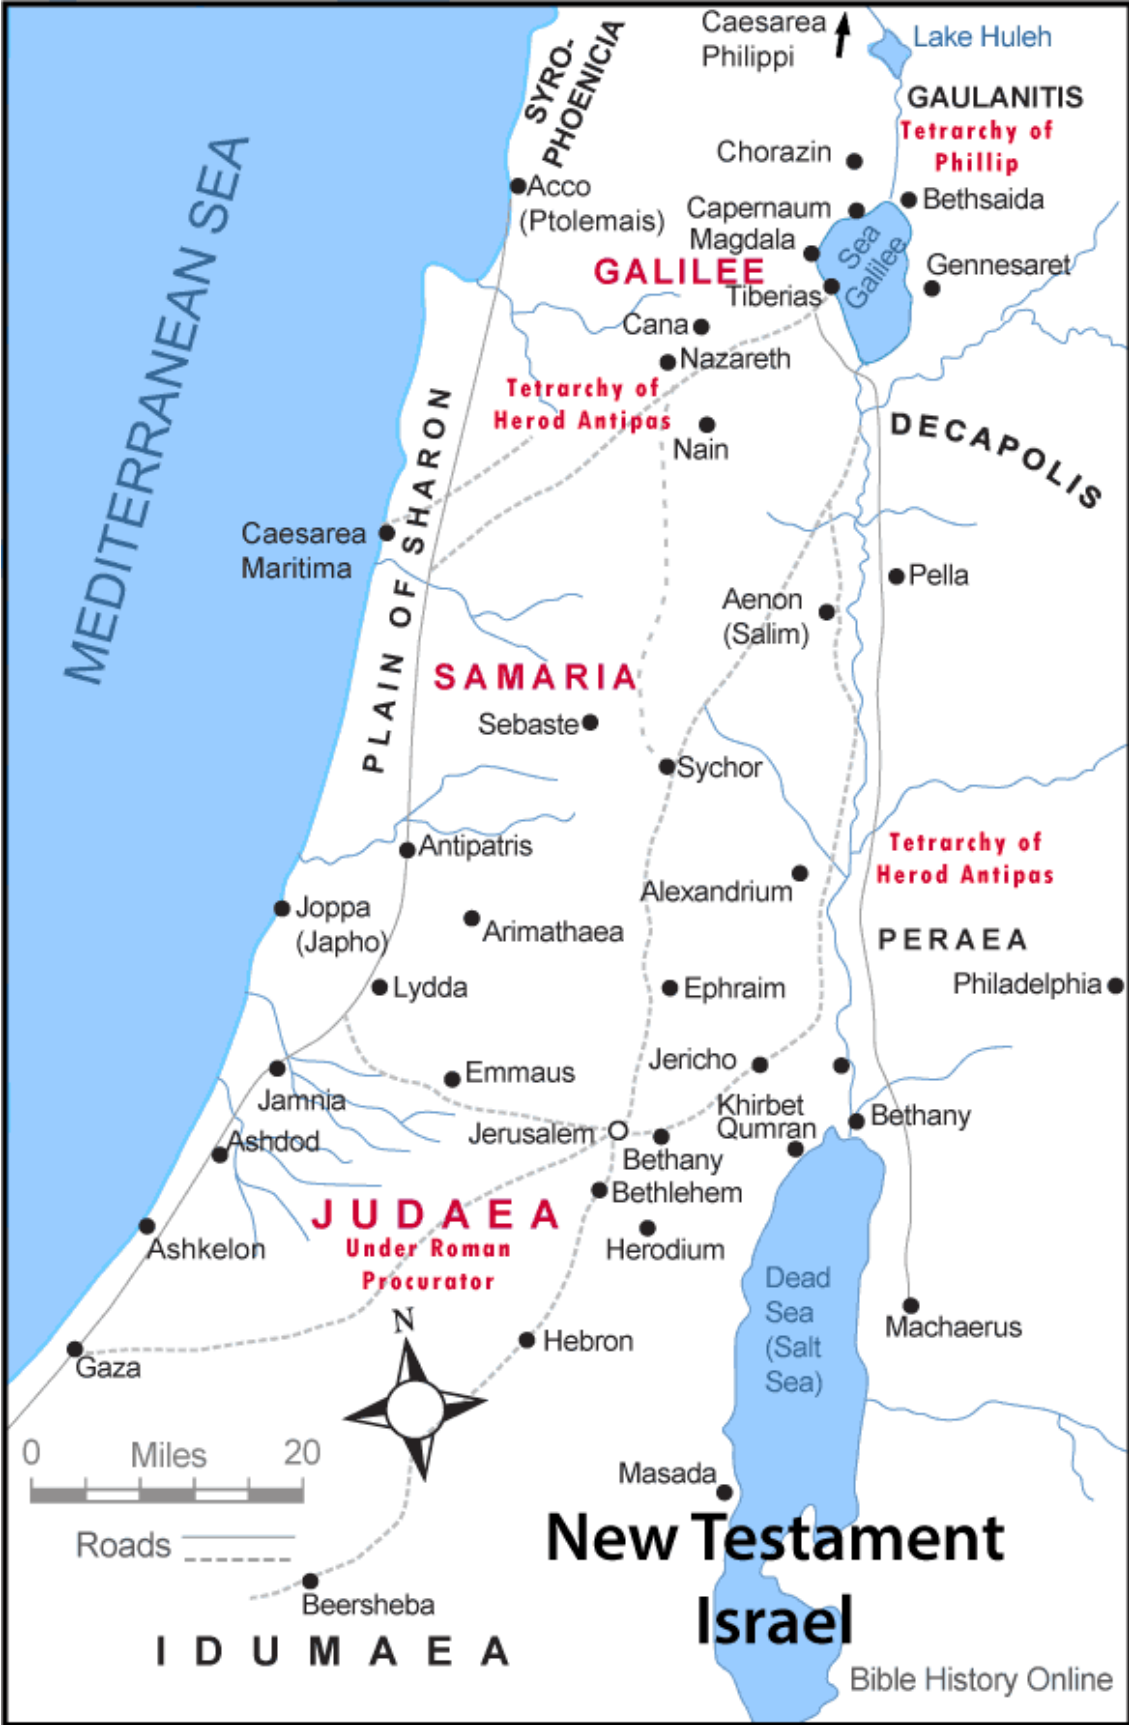 Caesarea
Philippi
Lake Huleh
SYRO-
PHOENICIA
GAULANITIS
Tetrarchy of
Phillip
Chorazin
Acco
(Ptolemais)
Bethsaida
Capernaum
Magdala
Sea
Galilee
Gennesaret
GALILEE
Tiberias
MEDITERRANEAN SEA
Cana
Nazareth
Tetrarchy of
Herod Antipas
Nain
DECAPOLIS
PLAIN OF SHARON
Caesarea
Maritima
Pella
Aenon
(Salim)
SAMARIA
Sebaste
Sychor
Antipatris
Tetrarchy of
Herod Antipas
Alexandrium
Joppa
(Japho)
Arimathaea
PERAEA
Lydda
Ephraim
Philadelphia
Jericho
Emmaus
Jamnia
Khirbet
Qumran
Bethany
Jerusalem
Ashdod
Bethany
Bethlehem
JUDAEA
Under Roman
Procurator
Ashkelon
Herodium
Dead
Sea
(Salt
Sea)
N
Machaerus
Hebron
Gaza
0 Miles 20
Masada
Roads
New Testament
Israel
Beersheba
IDUMAEA
Bible History Online